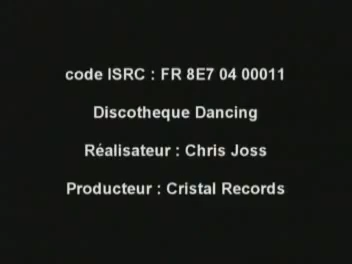 code ISRC : FR 8E7 04 00011
Discotheque Dancing
Réalisateur : Chris Joss
Producteur : Cristal Records